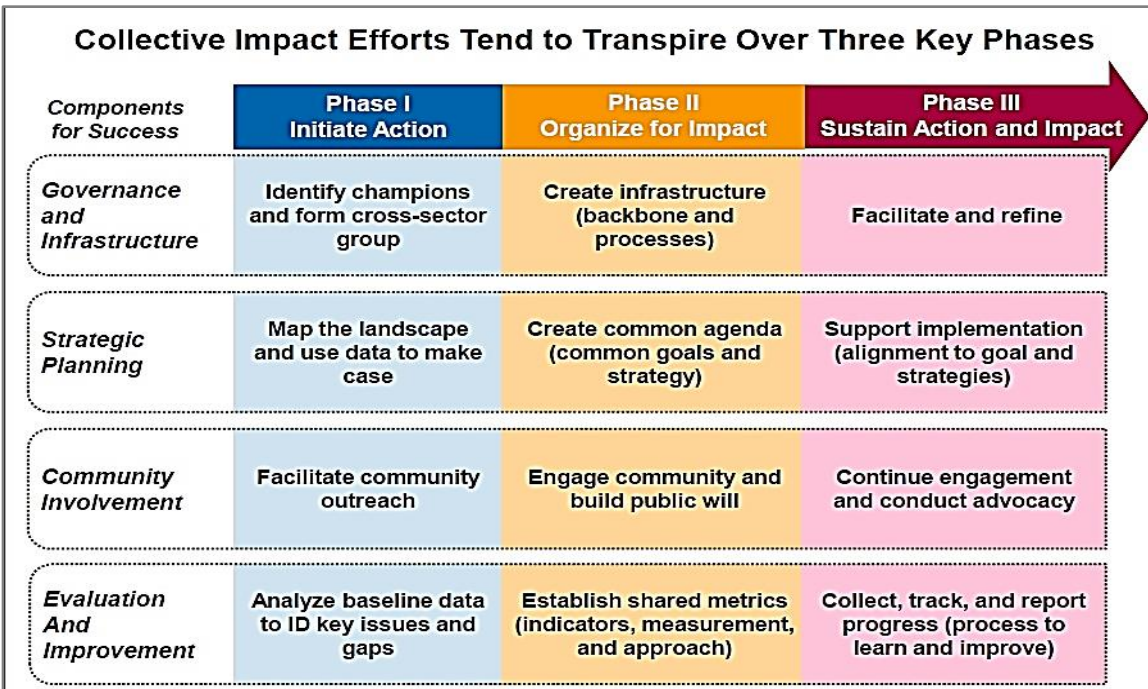 Collective Impact Efforts Tend to Transpire Over Three Key Phases
Components
for Success
Phase I
Initiate Action
Phase II
Organize for Impact
Phase III
Sustain Action and Impact
Governance
and
Infrastructure
Identify champions
and form cross-sector
group
Create infrastructure
(backbone and
processes)
Facilitate and refine
Strategic
Planning
Map the landscape
and use data to make
case
Create common agenda
(common goals and
strategy)
Support implementation
(alignment to goal and
strategies)
Community
Involvement
Facilitate community
outreach
Engage community and
build public will
Continue engagement
and conduct advocacy
Evaluation
And
Improvement
Analyze baseline data
to ID key issues and
gaps
Establish shared metrics
(indicators, measurement,
and approach)
Collect, track, and report
progress (process to
learn and improve)